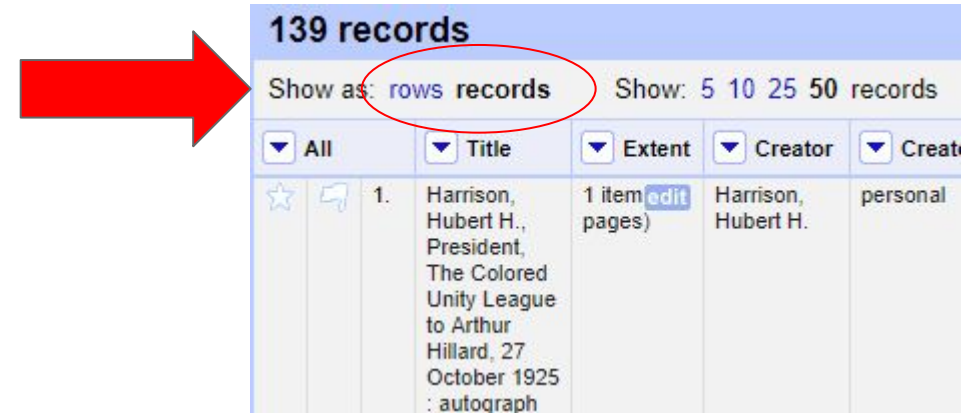 139 records
Show as: rows records Show: 5 10 25 50 records
All Title Extent Creator
1. Harrison, 1 item edit Harrison, personal
Hubert H., pages) Hubert H.
President,
The Colored
Unity League
to Arthur
Hillard, 27
October 1925
: autograph